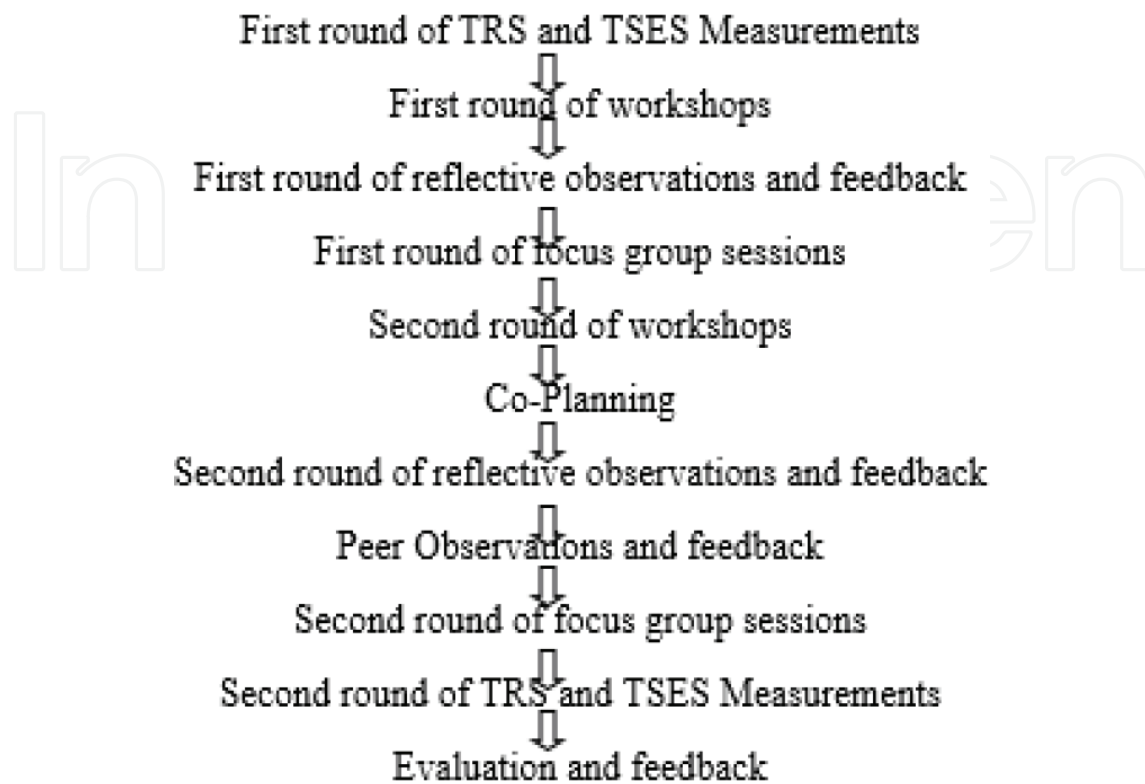 First round of TRS and TSES Measurements
First round of workshops
First round of reflective observations and feedback
First round of focus group sessions
Second round of workshops
Co-Planning
Second round of reflective observations and feedback
Peer Observations and feedback
Second round of focus group sessions
Second round of TRS and TSES Measurements
Evaluation and feedback